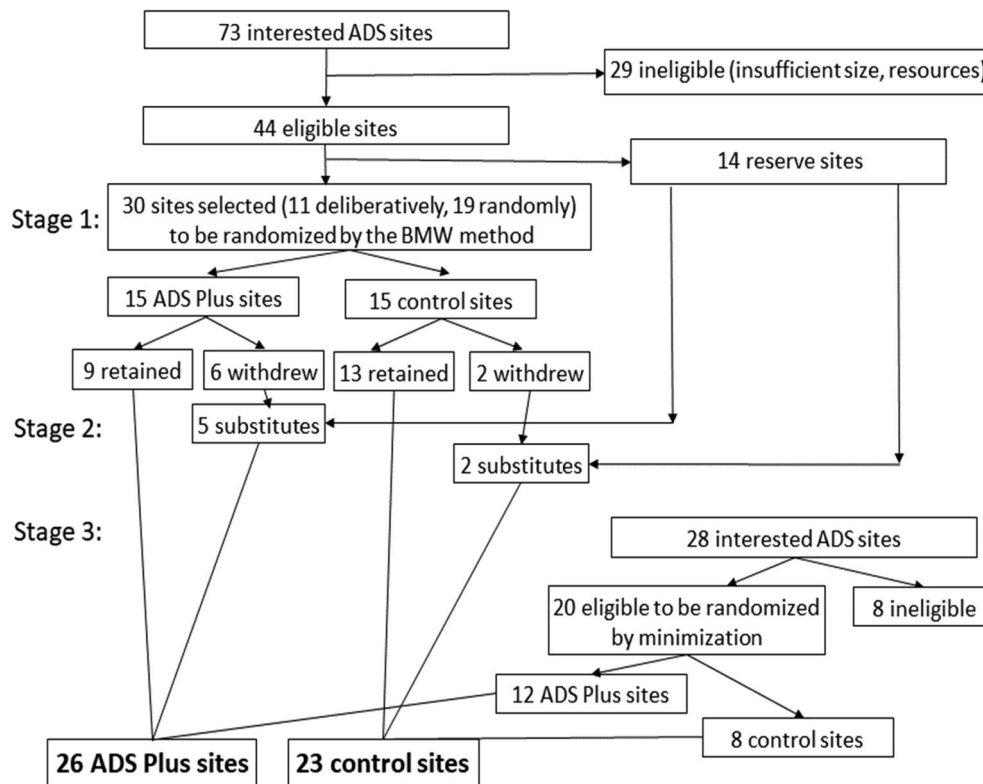 73 interested ADS sites
29 ineligible (insufficient size, resources)
44 eligible sites
14 reserve sites
Stage 1:
30 sites selected (11 deliberatively, 19 randomly)
to be randomized by the BMW method
15 ADS Plus sites
15 control sites
9 retained
6 withdrew
13 retained
2 withdrew
Stage 2:
5 substitutes
2 substitutes
Stage 3:
28 interested ADS sites
20 eligible to be randomized
by minimization
8 ineligible
12 ADS Plus sites
8 control sites
26 ADS Plus sites
23 control sites